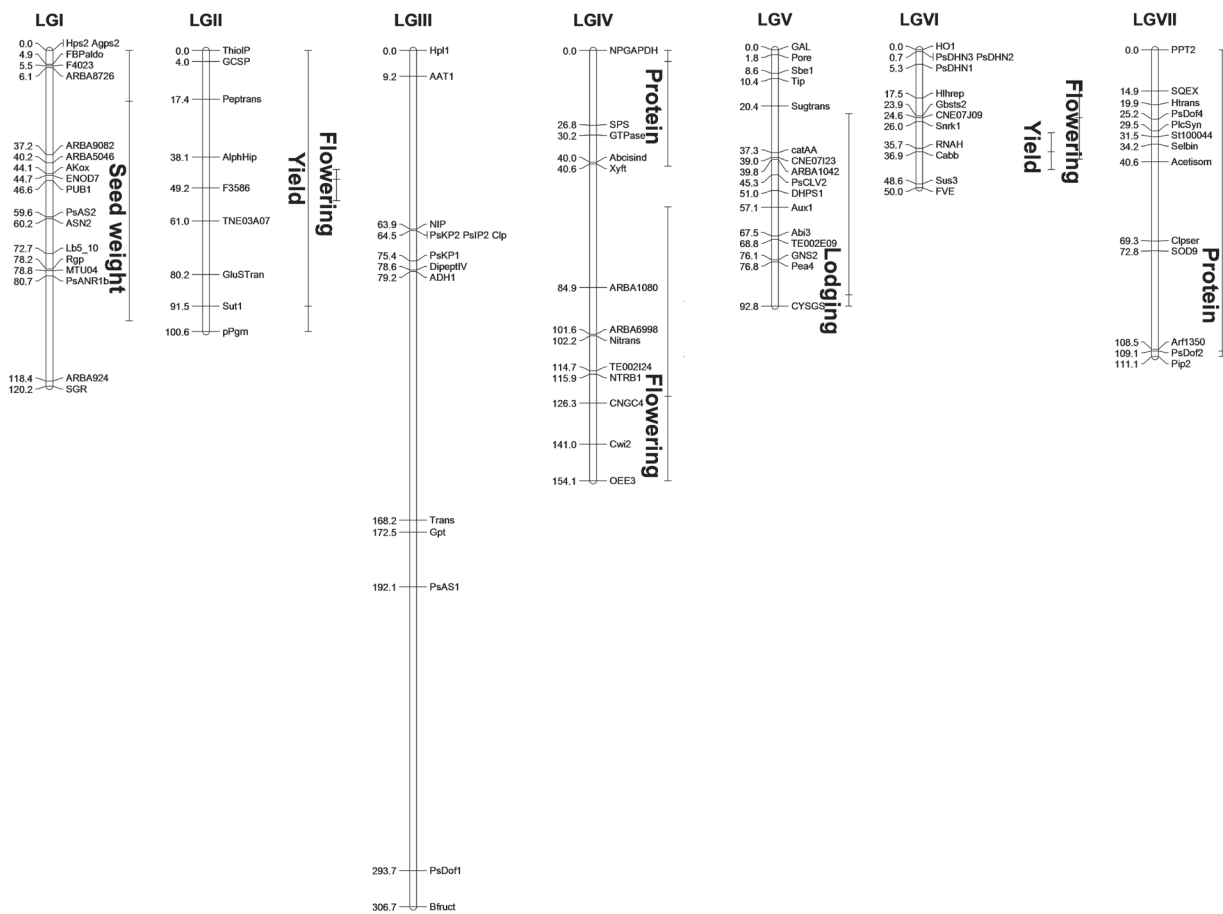 LGI
0.0 Hps2 Agps2
4.9 FBPaldo
5.5 F4023
6.1 ARBA8726
37.2 ARBA9082
40.2 ARBA5046
44.1 AKox
44.7 ENOD7
46.6 PUB1
59.6 PsAS2
60.2 ASN2
72.7 Lb5_10
78.2 Rgp
78.8 MTU04
80.7 PsANR1b
118.4 ARBA924
120.2 SGR
Seed weight
LGII
0.0 ThiolP
4.0 GCSP
17.4 Peptrans
38.1 AlphHip
49.2 F3586
61.0 TNE03A07
80.2 GluSTran
91.5 Sut1
100.6 pPgm
Yield
Flowering
LGIII
0.0 Hpl1
9.2 AAT1
63.9 NIP
64.5 PsKP2 PsIP2 Clp
75.4 PsKP1
78.6 DipeptIV
79.2 ADH1
168.2 Trans
172.5 Gpt
192.1 PsAS1
293.7 PsDof1
306.7 Bfruct
LGIV
0.0 NPGAPDH
26.8 SPS
30.2 GTPase
40.0 Abcisind
40.6 Xyft
84.9 ARBA1080
101.6 ARBA6998
102.2 Nitrans
114.7 TE002I24
115.9 NTRB1
126.3 CNGC4
141.0 Cwi2
154.1 OEE3
Protein
Flowering
LGV
0.0 GAL
1.8 Pore
8.6 Sbe1
10.4 Tip
20.4 Sugtrans
37.3 catAA
39.0 CNE07I23
39.8 ARBA1042
45.3 PsCLV2
51.0 DHPS1
57.1 Aux1
67.5 Abi3
68.8 TE002E09
76.1 GNS2
76.8 Pea4
92.8 CYSGS
Lodging
LGVI
0.0 HO1
0.7 PsDHN3 PsDHN2
5.3 PsDHN1
17.5 Hlhrep
23.9 Gbsts2
24.6 CNE07J09
26.0 Snrk1
35.7 RNAH
36.9 Cabb
48.6 Sus3
50.0 FVE
Yield
Flowering
LGVII
0.0 PPT2
14.9 SQEX
19.9 Htrans
25.2 PsDof4
29.5 PlcSyn
31.5 St100044
34.2 Selbin
40.6 Acetisom
69.3 Clpser
72.8 SOD9
108.5 Arf1350
109.1 PsDof2
111.1 Pip2
Protein